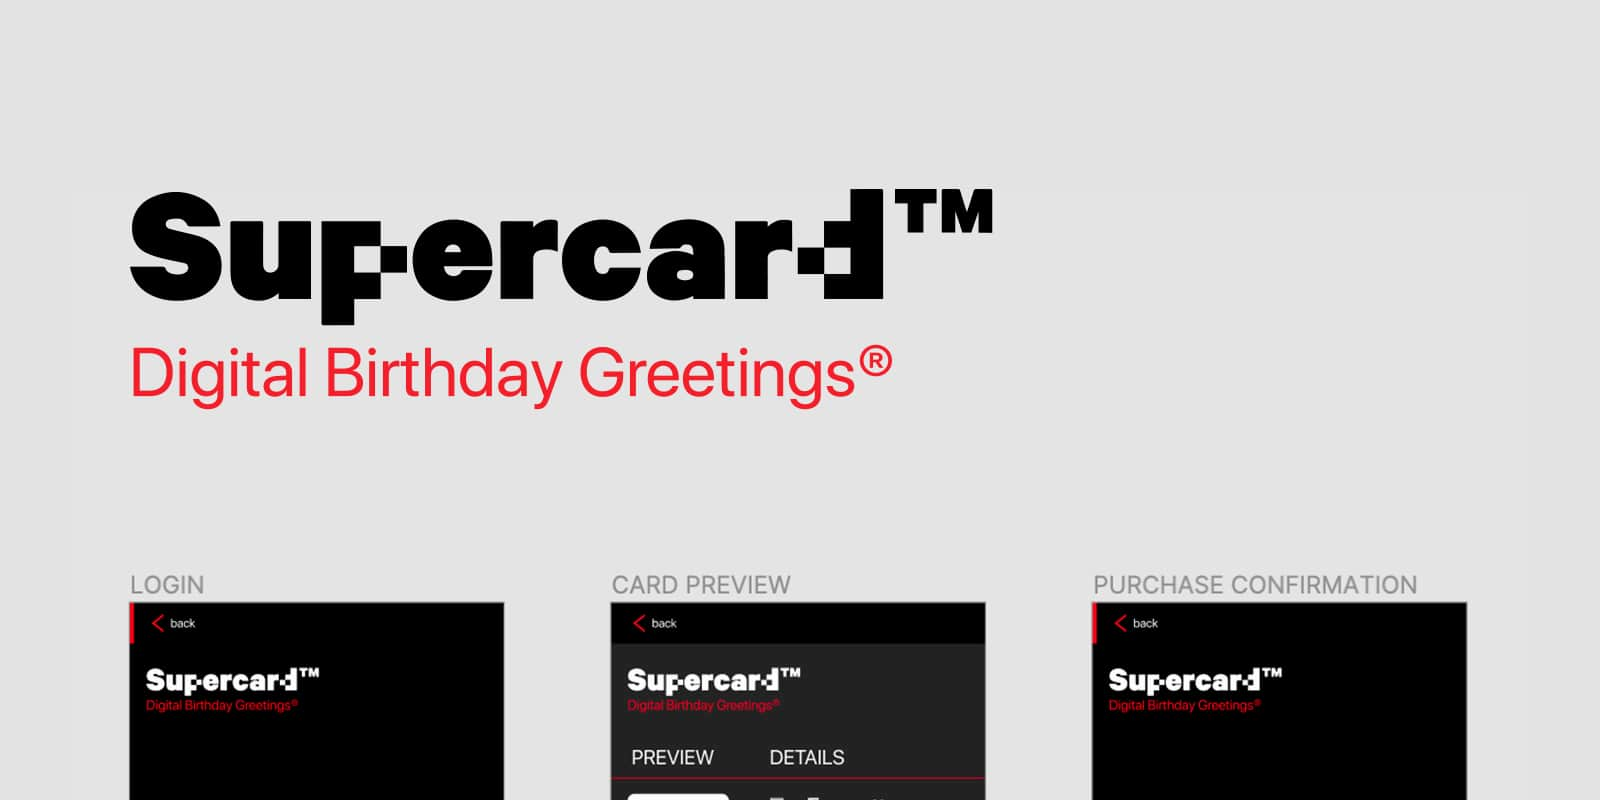 Supercard™
Digital Birthday Greetings®
LOGIN
CARD PREVIEW
PURCHASE CONFIRMATION
back
back
back
Supercard™
Digital Birthday Greetings®
Supercard™
Digital Birthday Greetings®
Supercard™
Digital Birthday Greetings®
PREVIEW
DETAILS